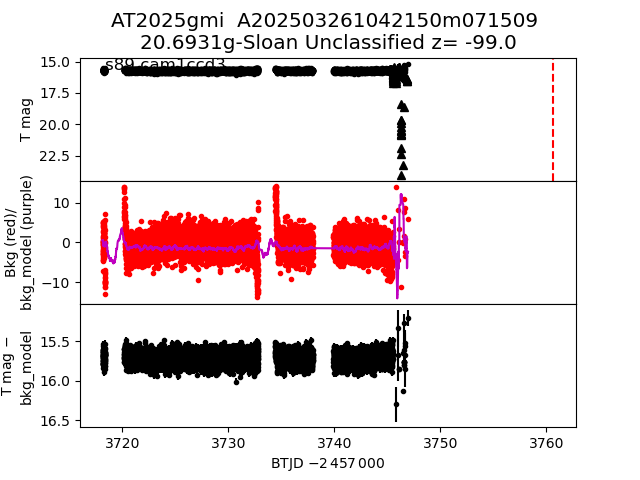 AT2025gmi  A202503261042150m071509
20.6931g-Sloan Unclassified z= -99.0
s89 cam1ccd3
15.0
17.5
20.0
22.5
T mag
10
0
−10
Bkg (red)/
bkg_model (purple)
15.5
16.0
16.5
T mag −
bkg_model
3720
3730
3740
3750
3760
BTJD −2 457 000